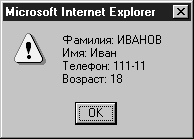 Microsoft Internet Explorer
Фамилия: ИВАНОВ
Имя: Иван
Телефон: 111-11
Возраст: 18
OK